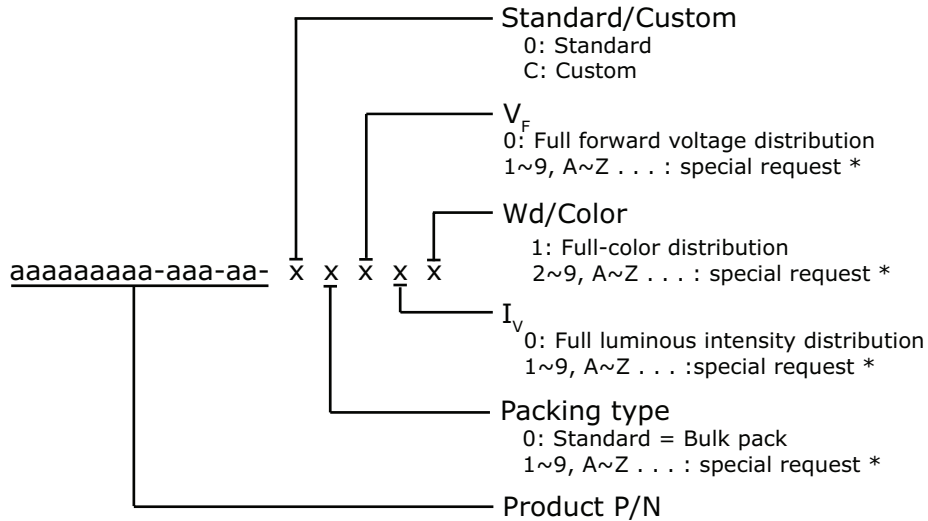 Standard/Custom
0: Standard
C: Custom
VF
0: Full forward voltage distribution
1~9, A~Z . . . : special request *
Wd/Color
1: Full-color distribution
2~9, A~Z . . . : special request *
aaaaaaaaa-aaa-aa- x x x x x
IV
0: Full luminous intensity distribution
1~9, A~Z . . . :special request *
Packing type
0: Standard = Bulk pack
1~9, A~Z . . . : special request *
Product P/N